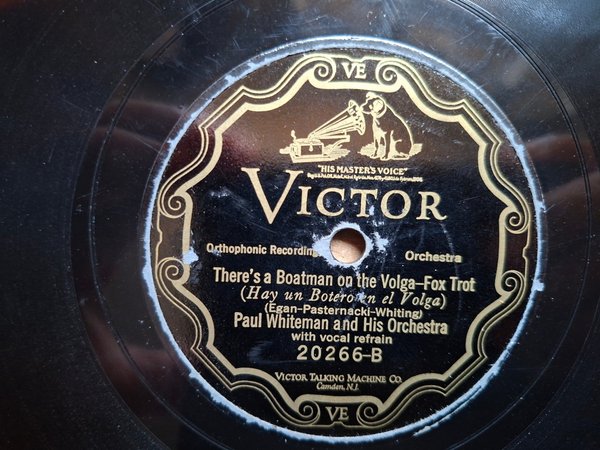 VE
"HIS MASTER'S VOICE"
VICTOR
Orthophonic Recording
Orchestra
There's a Boatman on the Volga-Fox Trot
(Hay un Botero en el Volga)
(Egan-Pasternacki-Whiting)
Paul Whiteman and His Orchestra
with vocal refrain
20266-B
VICTOR TALKING MACHINE CO.
Camden, N.J.
VE